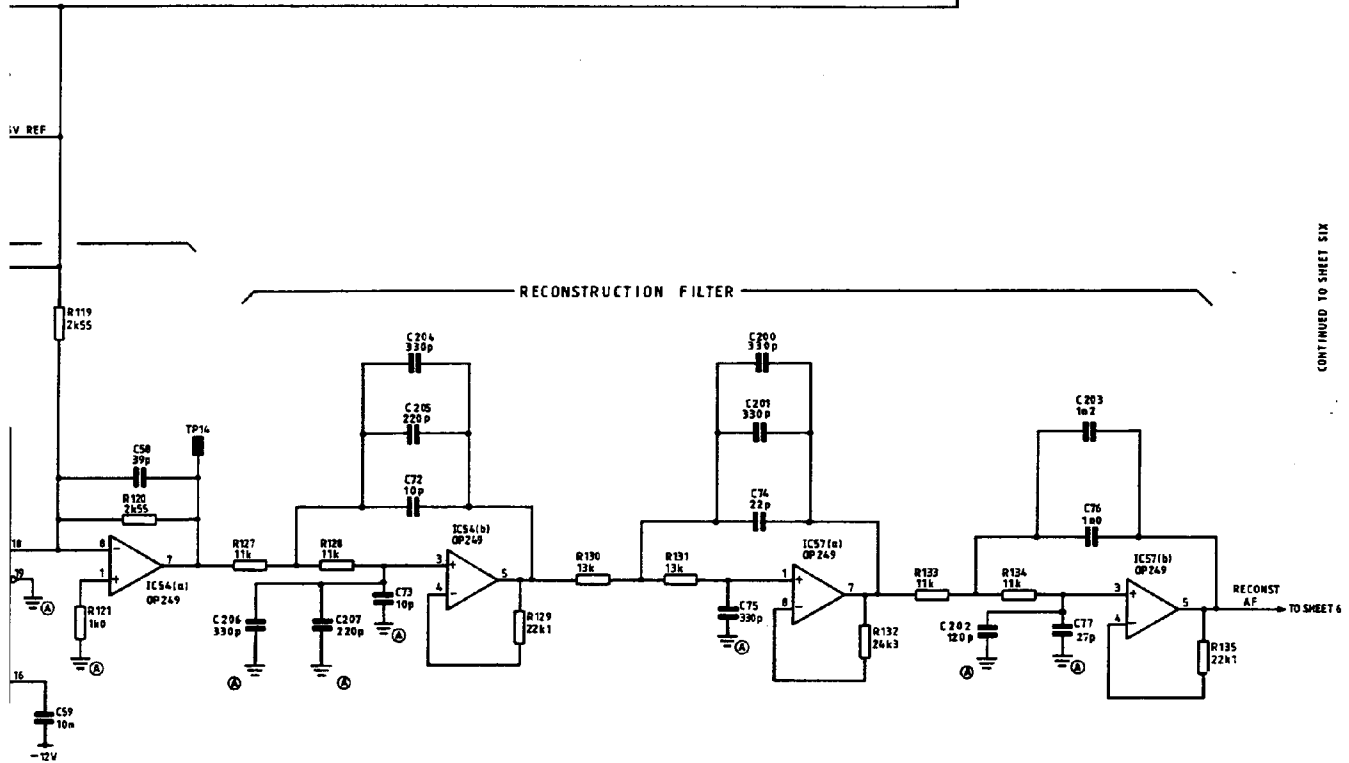 5V REF
RECONSTRUCTION FILTER
CONTINUED TO SHEET SIX
R119
2k55
C204
330p
C200
330p
C205
220p
C201
330p
C203
1n2
TP14
C58
39p
R120
2k55
C72
10p
C74
22p
C76
1n0
18
8
−
7
1
+
IC54(a)
OP249
19
A
R121
1k0
A
16
C59
10n
−12V
R127
11k
R128
11k
C206
330p
A
C207
220p
A
C73
10p
A
IC54(b)
OP249
3
+
4
−
5
R129
22k1
R130
13k
R131
13k
C75
330p
A
IC57(a)
OP249
1
+
8
−
7
R132
24k3
R133
11k
R134
11k
C202
120p
A
C77
27p
A
IC57(b)
OP249
3
+
4
−
5
R135
22k1
RECONST
AF
TO SHEET 6